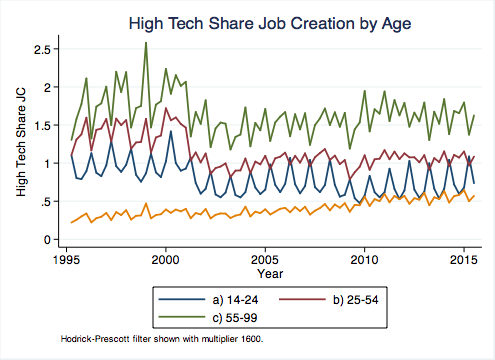 High Tech Share Job Creation by Age
High Tech Share JC
2.5
2
1.5
1
.5
0
1995 2000 2005 2010 2015
Year
a) 14-24 b) 25-54
c) 55-99
Hodrick-Prescott filter shown with multiplier 1600.